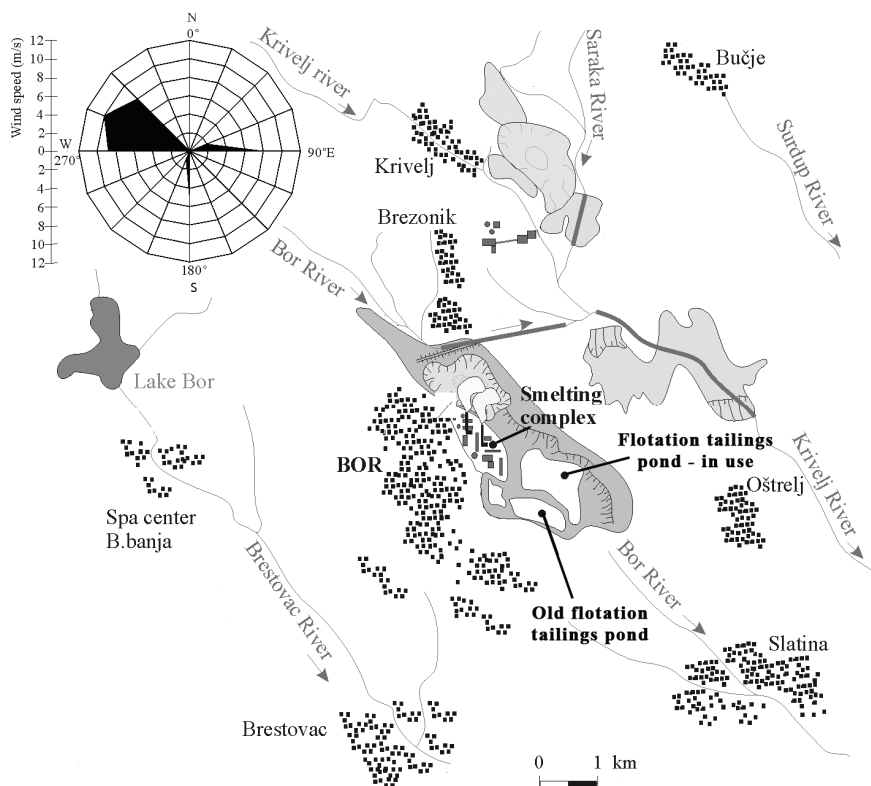 N
0°
Wind speed (m/s)
12
10
8
6
4
2
0
2
4
6
8
10
12
W
270°
90°E
180°
S
Krivelj river
Saraka River
Bučje
Surdup River
Krivelj
Brezonik
Bor River
Lake Bor
Smelting
complex
Flotation tailings
pond - in use
BOR
Oštrelj
Krivelj River
Spa center
B.banja
Brestovac River
Bor River
Old flotation
tailings pond
Slatina
Brestovac
0 1 km